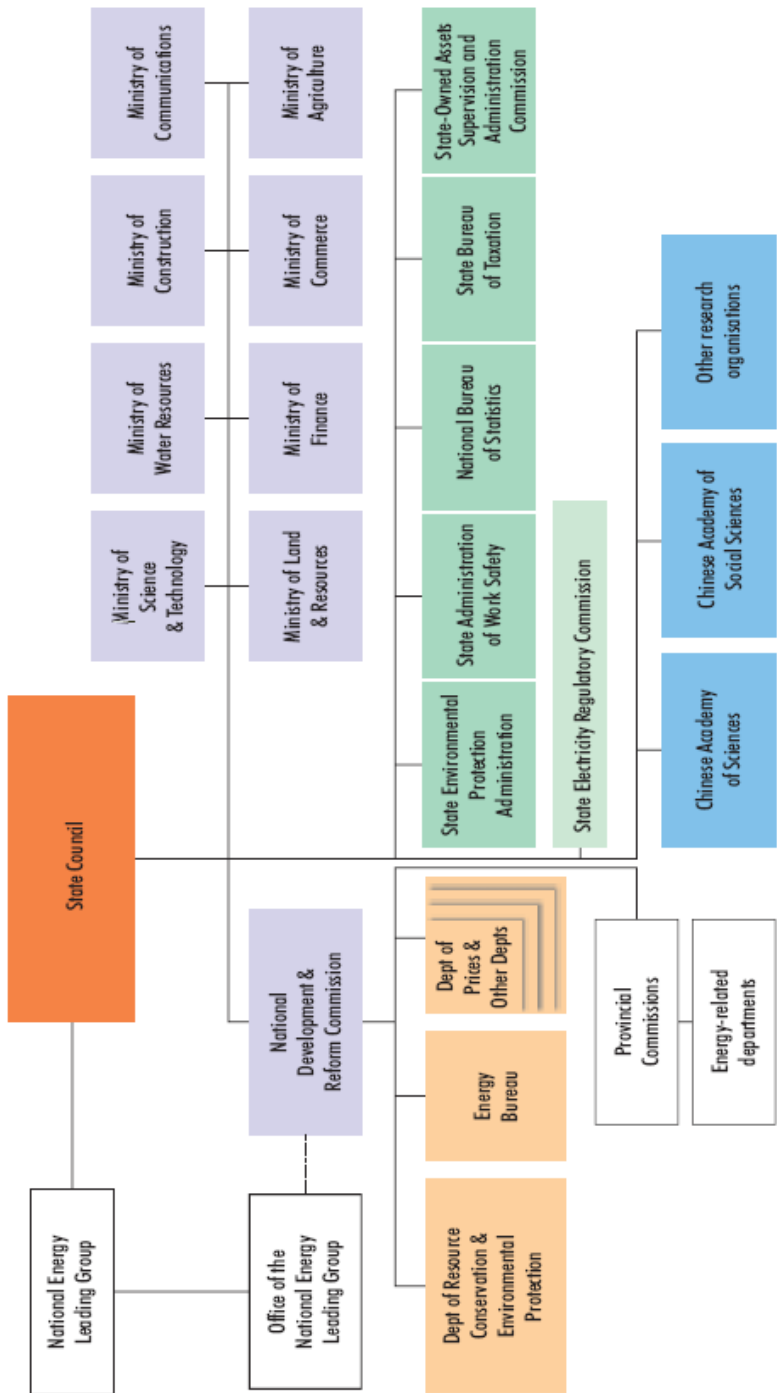 State Council
National Energy
Leading Group
Ministry of
Science
& Technology
Ministry of
Water Resources
Ministry of
Construction
Ministry of
Communications
Office of the
National Energy
Leading Group
National
Development &
Reform Commission
Ministry of Land
& Resources
Ministry of
Finance
Ministry of
Commerce
Ministry of
Agriculture
Dept of Resource
Conservation &
Environmental
Protection
Energy
Bureau
Dept of
Prices &
Other Depts
State Environmental
Protection
Administration
State Administration
of Work Safety
National Bureau
of Statistics
State Bureau
of Taxation
State-Owned Assets
Supervision and
Administration
Commission
State Electricity Regulatory Commission
Provincial
Commissions
Energy-related
departments
Chinese Academy
of Sciences
Chinese Academy of
Social Sciences
Other research
organisations